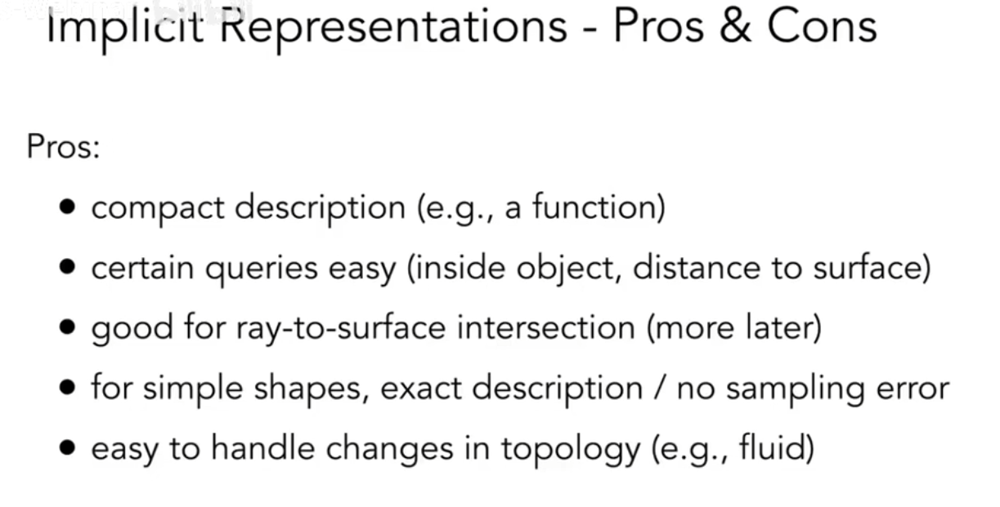 Implicit Representations - Pros & Cons
Pros:
● compact description (e.g., a function)
● certain queries easy (inside object, distance to surface)
● good for ray-to-surface intersection (more later)
● for simple shapes, exact description / no sampling error
● easy to handle changes in topology (e.g., fluid)